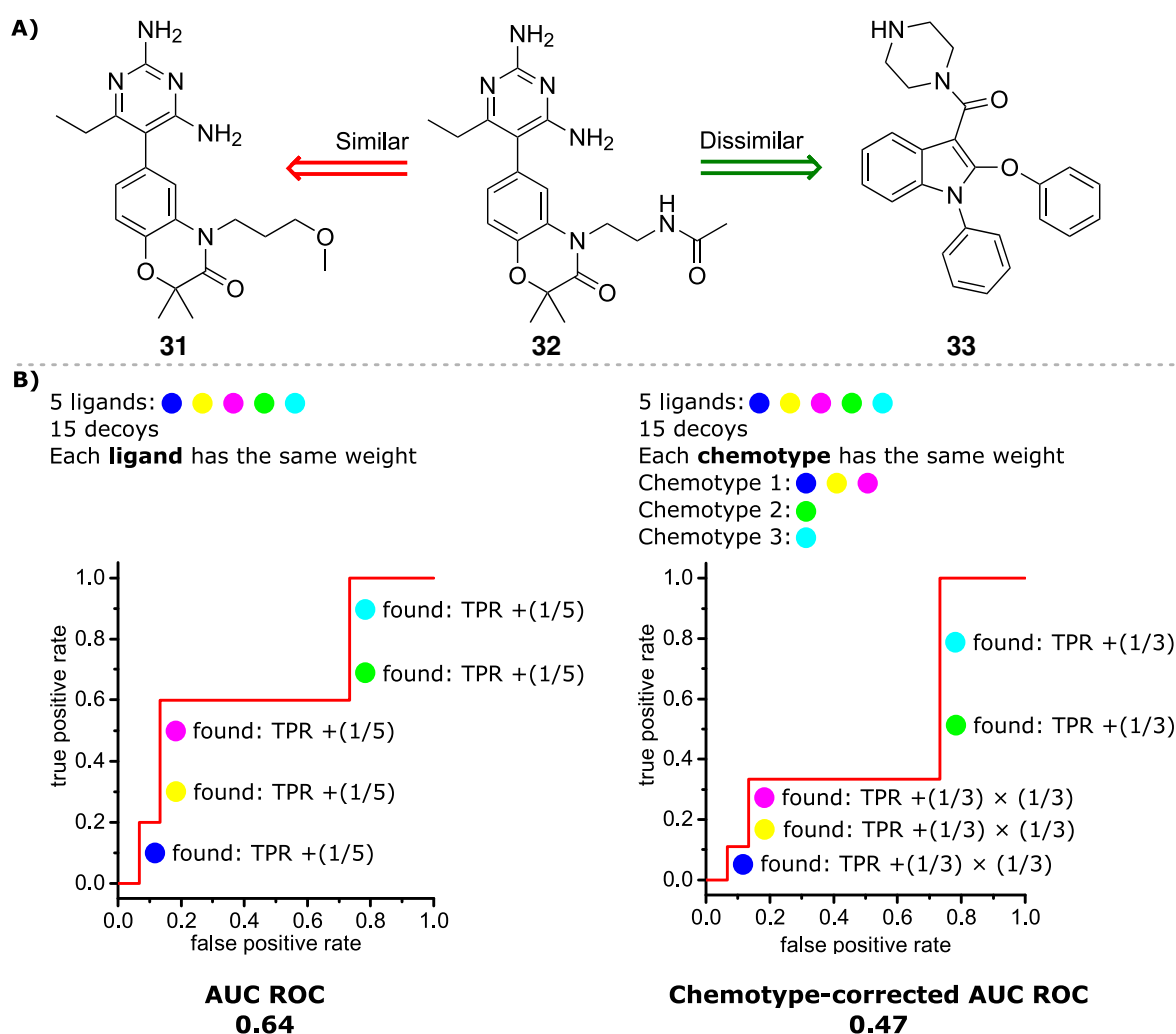 A)
NH2
N
N
NH2
N
O
O
O
31
Similar
NH2
N
N
NH2
H
N
N
O
O
O
32
Dissimilar
HN
N
O
O
N
33
B)
5 ligands:
15 decoys
Each ligand has the same weight
1.0
0.8
0.6
0.4
0.2
0.0
true positive rate
found: TPR +(1/5)
found: TPR +(1/5)
found: TPR +(1/5)
found: TPR +(1/5)
found: TPR +(1/5)
0.0 0.2 0.4 0.6 0.8 1.0
false positive rate
AUC ROC
0.64
5 ligands:
15 decoys
Each chemotype has the same weight
Chemotype 1:
Chemotype 2:
Chemotype 3:
1.0
0.8
0.6
0.4
0.2
0.0
true positive rate
found: TPR +(1/3)
found: TPR +(1/3)
found: TPR +(1/3) × (1/3)
found: TPR +(1/3) × (1/3)
found: TPR +(1/3) × (1/3)
0.0 0.2 0.4 0.6 0.8 1.0
false positive rate
Chemotype-corrected AUC ROC
0.47